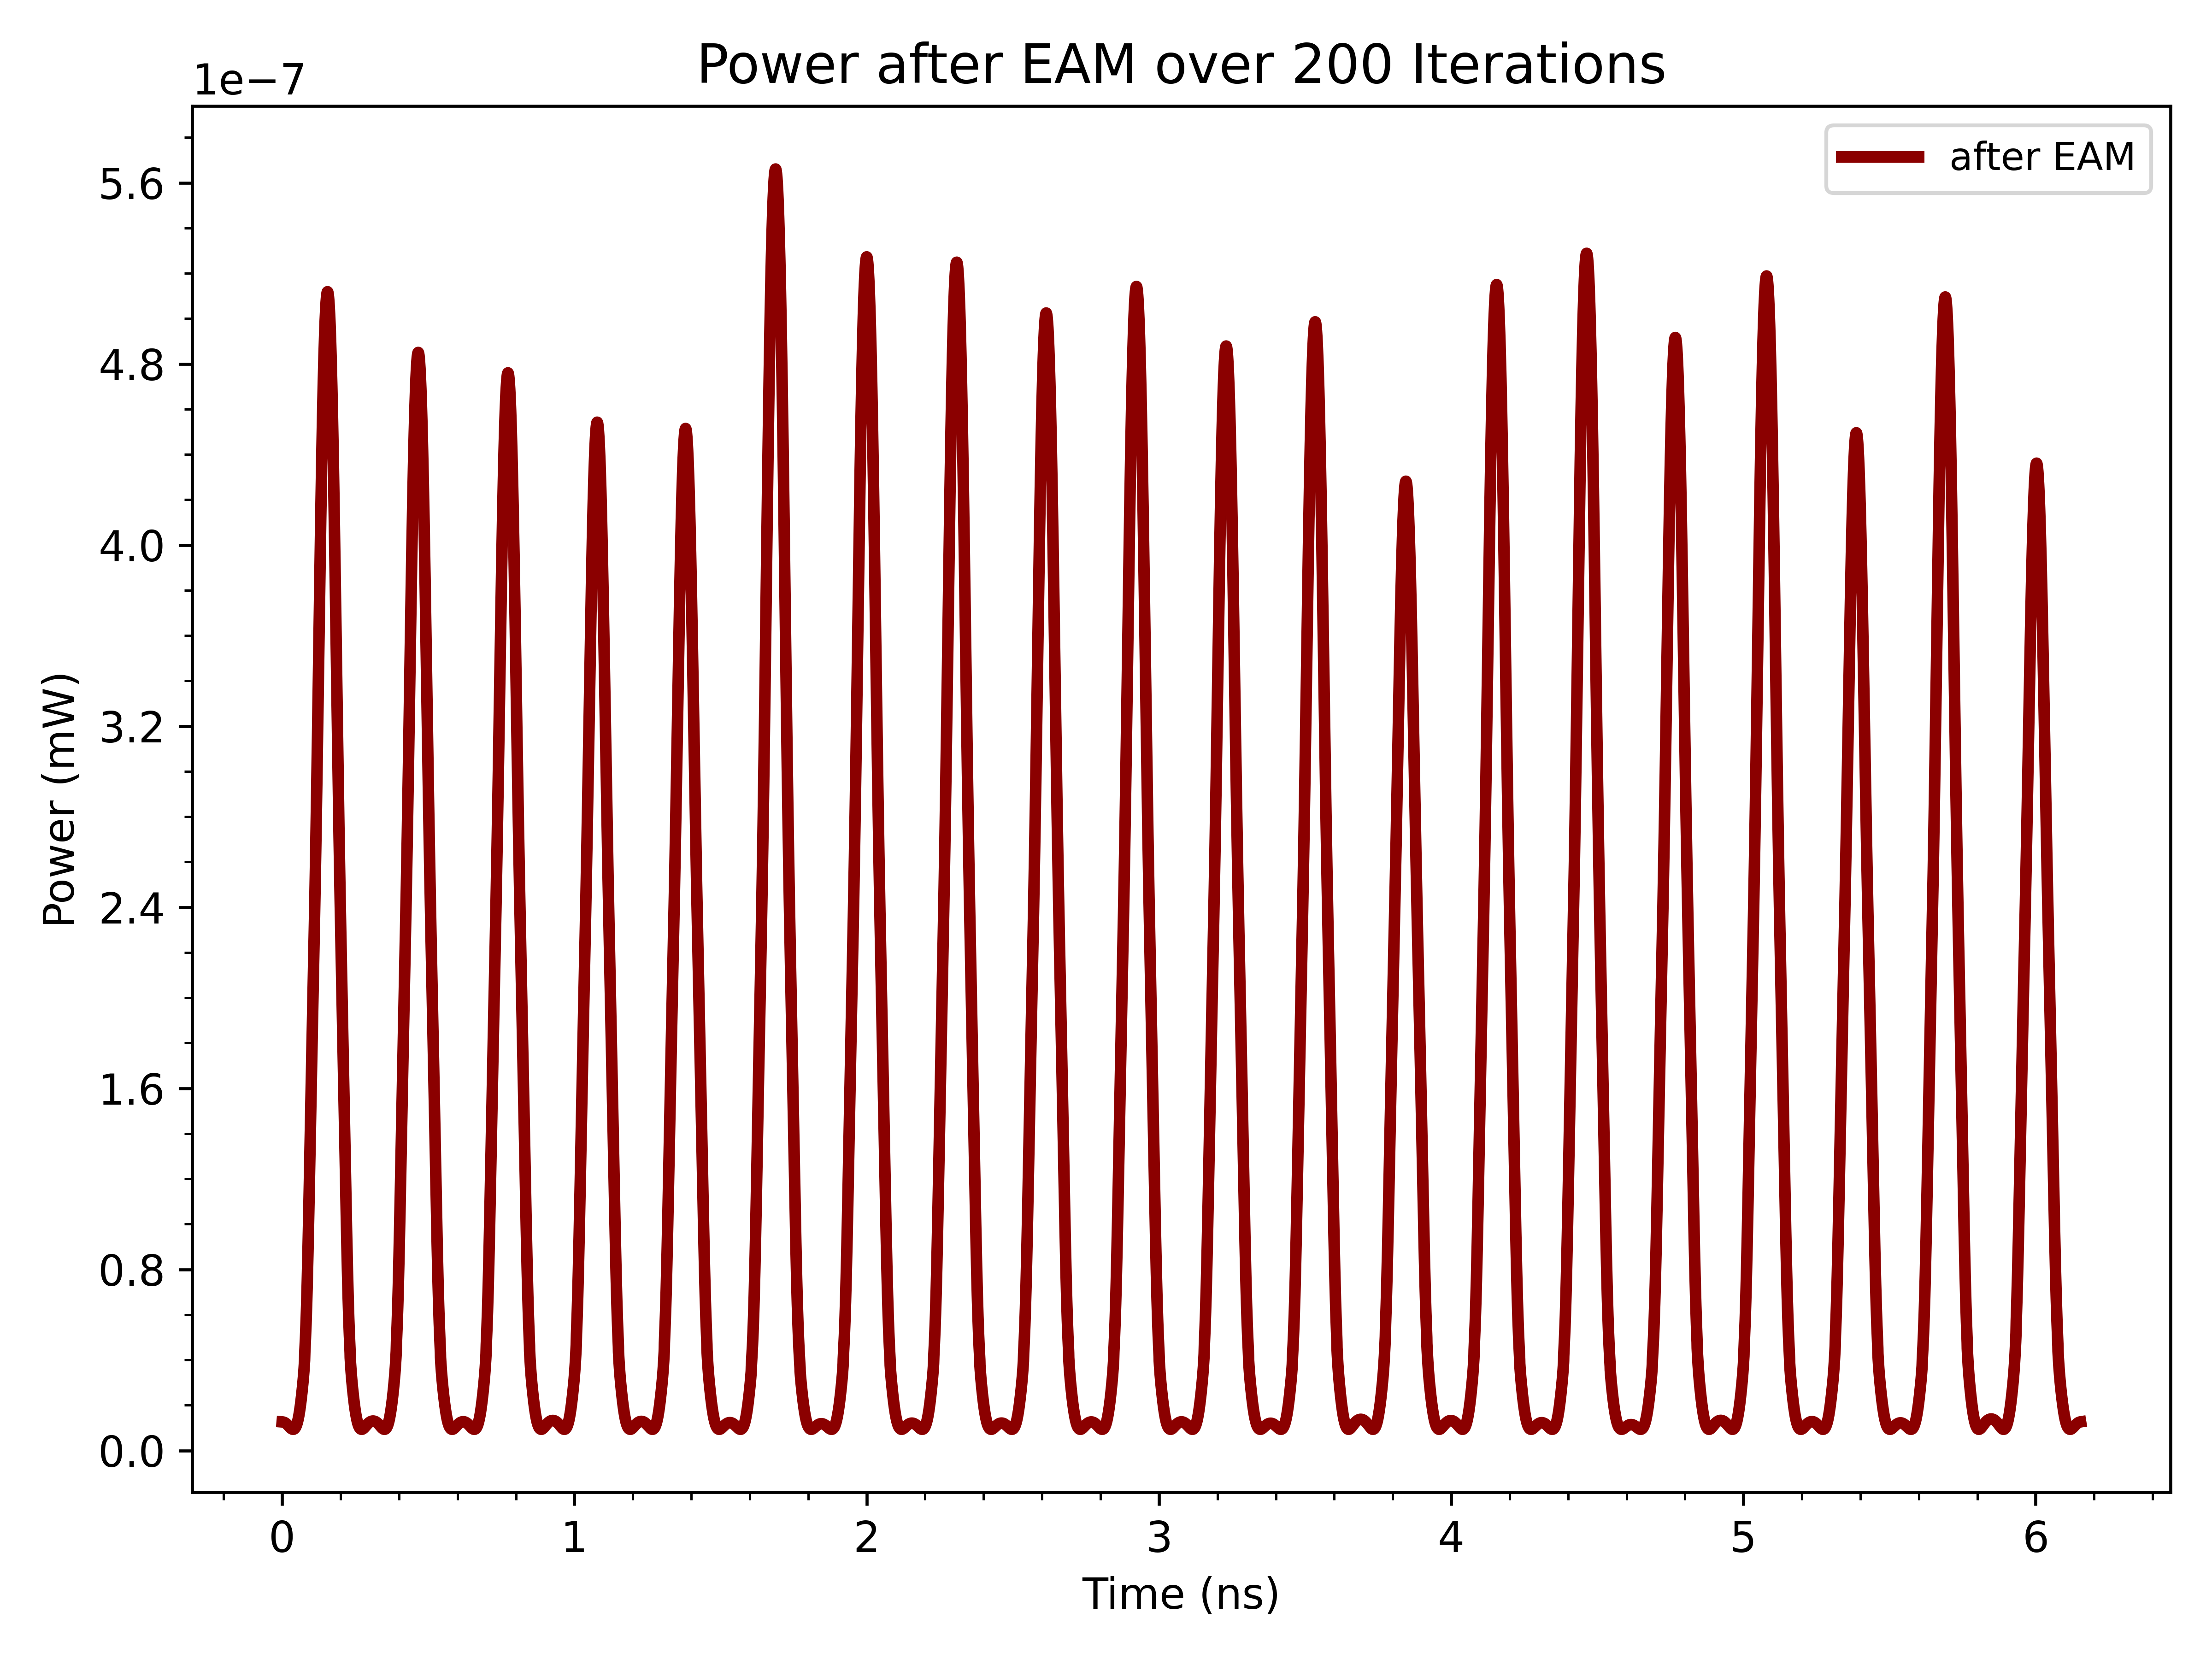 Power after EAM over 200 Iterations
1e−7
after EAM
5.6
4.8
4.0
3.2
2.4
1.6
0.8
0.0
Power (mW)
0 1 2 3 4 5 6
Time (ns)